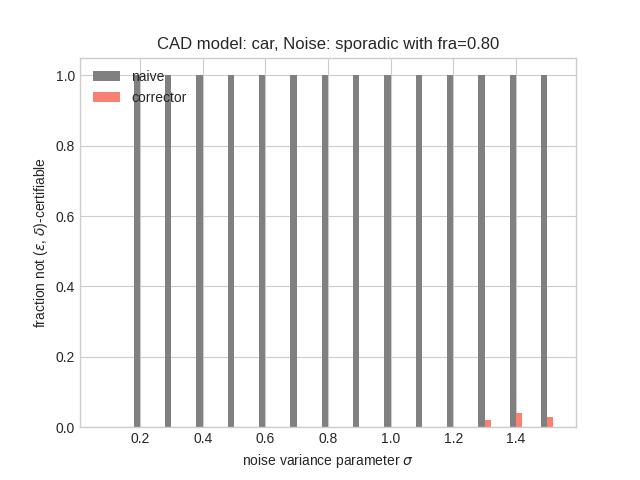 CAD model: car, Noise: sporadic with fra=0.80
naive
corrector
fraction not (ε, δ)-certifiable
1.0
0.8
0.6
0.4
0.2
0.0
0.2 0.4 0.6 0.8 1.0 1.2 1.4
noise variance parameter σ